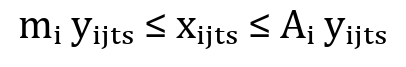 mᵢ yᵢⱼₜₛ ≤ xᵢⱼₜₛ ≤ Aᵢ yᵢⱼₜₛ